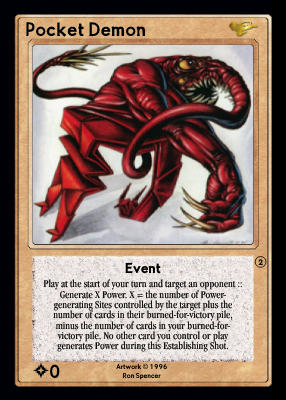 Pocket Demon
2
Event
Play at the start of your turn and target an opponent ::
Generate X Power. X = the number of Power-
generating Sites controlled by the target plus
the number of cards in their burned-for-victory pile,
minus the number of cards in your burned-for-
victory pile. No other card you control or play
generates Power during this Establishing Shot.
0
Artwork © 1996
Ron Spencer